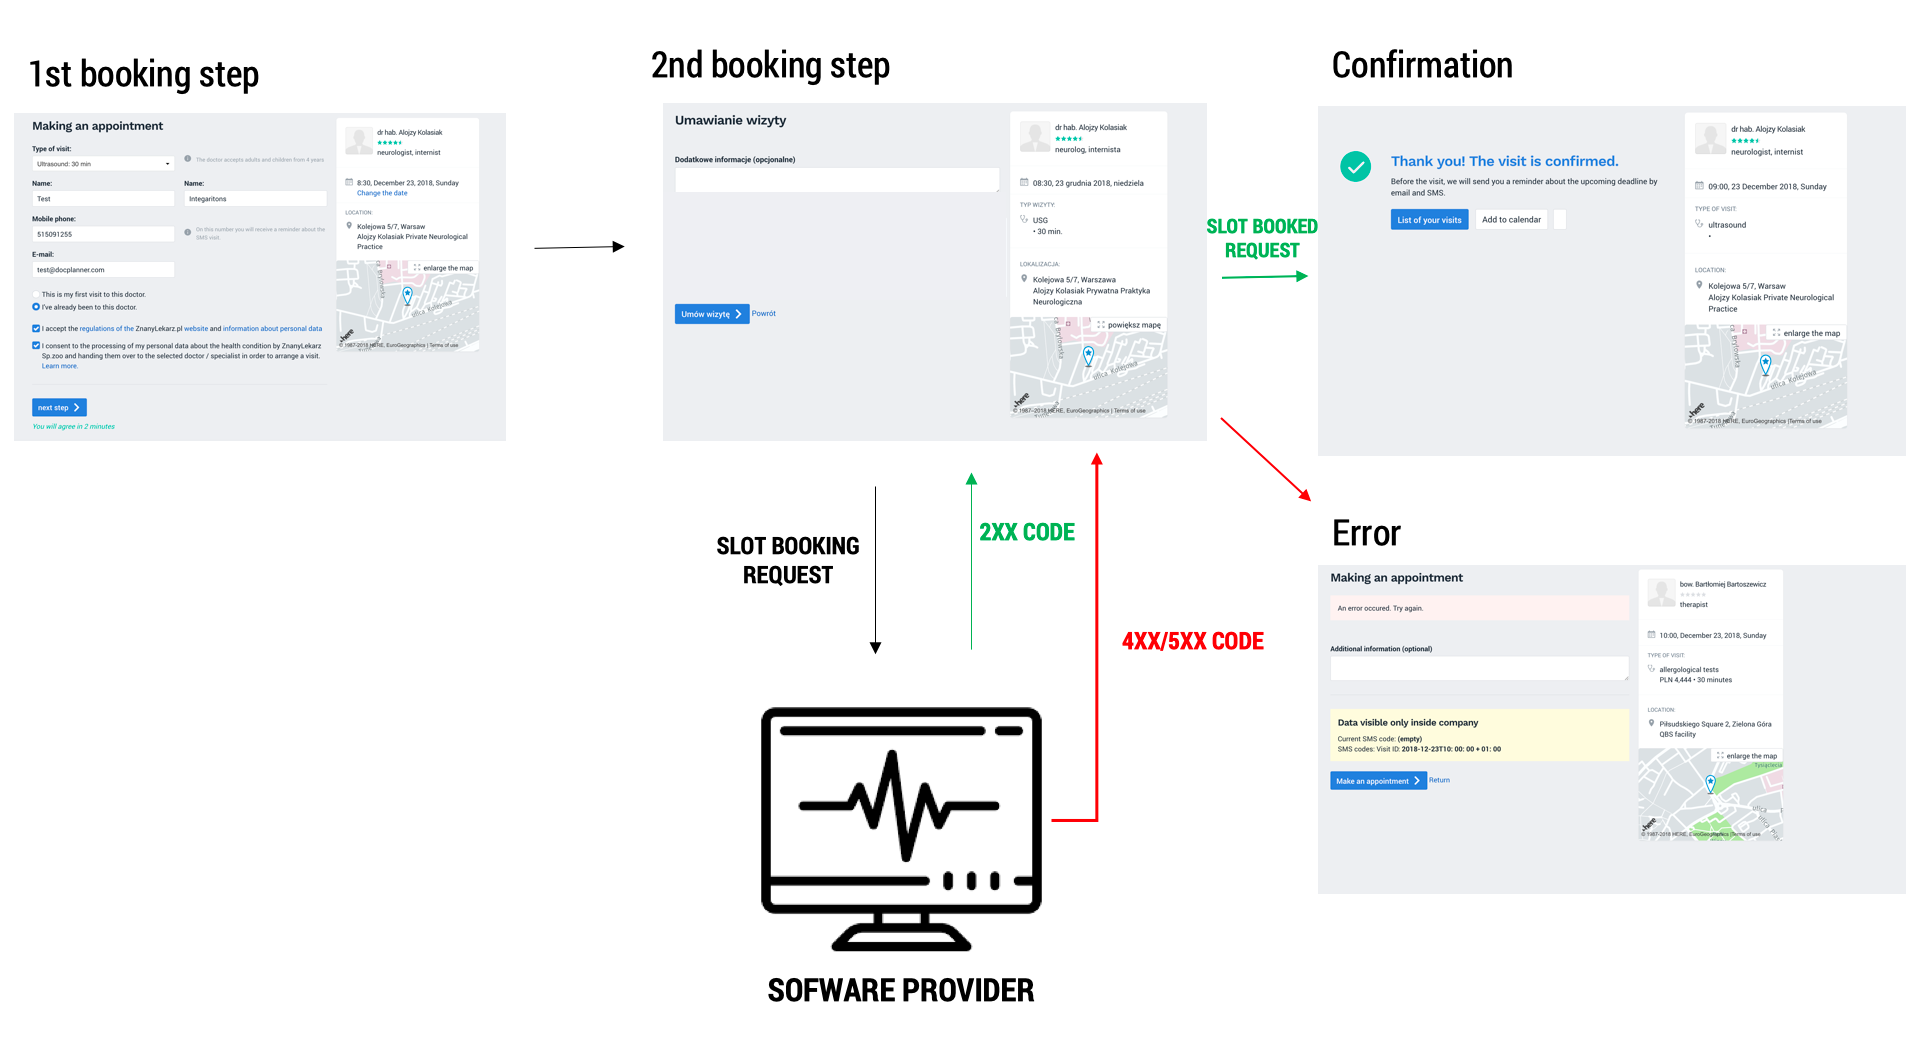 1st booking step
Making an appointment
Type of visit:
Ultrasound: 30 min
The doctor accepts adults and children from 4 years
Name:
Name:
Test
Integaritons
Mobile phone:
515091255
On this number you will receive a reminder about the
SMS visit.
E-mail:
test@docplanner.com
This is my first visit to this doctor.
I've already been to this doctor.
I accept the regulations of the ZnanyLekarz.pl website and information about personal data
I consent to the processing of my personal data about the health condition by ZnanyLekarz
Sp.zoo and handing them over to the selected doctor / specialist in order to arrange a visit.
Learn more.
next step
You will agree in 2 minutes
dr hab. Alojzy Kolasiak
neurologist, internist
8:30, December 23, 2018, Sunday
Change the date
LOCATION:
Kolejowa 5/7, Warsaw
Alojzy Kolasiak Private Neurological
Practice
enlarge the map
Brylowska
ulica Kolejowa
here
© 1987-2018 HERE, EuroGeographics | Terms of use
2nd booking step
Umawianie wizyty
Dodatkowe informacje (opcjonalne)
Umów wizytę
Powrót
dr hab. Alojzy Kolasiak
neurolog, internista
08:30, 23 grudnia 2018, niedziela
TYP WIZYTY:
USG
• 30 min.
LOKALIZACJA:
Kolejowa 5/7, Warszawa
Alojzy Kolasiak Prywatna Praktyka
Neurologiczna
powiększ mapę
Brylowska
ulica Kolejowa
here
© 1987-2018 HERE, EuroGeographics | Terms of use
SLOT BOOKED
REQUEST
Confirmation
Thank you! The visit is confirmed.
Before the visit, we will send you a reminder about the upcoming deadline by
email and SMS.
List of your visits
Add to calendar
dr hab. Alojzy Kolasiak
neurologist, internist
09:00, 23 December 2018, Sunday
TYPE OF VISIT:
ultrasound
•
LOCATION:
Kolejowa 5/7, Warsaw
Alojzy Kolasiak Private Neurological
Practice
enlarge the map
Brylowska
ulica Kolejowa
here
© 1987-2018 HERE, EuroGeographics |Terms of use
SLOT BOOKING
REQUEST
2XX CODE
4XX/5XX CODE
SOFWARE PROVIDER
Error
Making an appointment
An error occured. Try again.
Additional information (optional)
Data visible only inside company
Current SMS code: (empty)
SMS codes: Visit ID: 2018-12-23T10: 00: 00 + 01: 00
Make an appointment
Return
bow. Bartłomiej Bartoszewicz
therapist
10:00, December 23, 2018, Sunday
TYPE OF VISIT:
allergological tests
PLN 4,444 • 30 minutes
LOCATION:
Piłsudskiego Square 2, Zielona Góra
QBS facility
enlarge the map
ulica
here
© 1987-2018 HERE, EuroGeographics |Terms of use